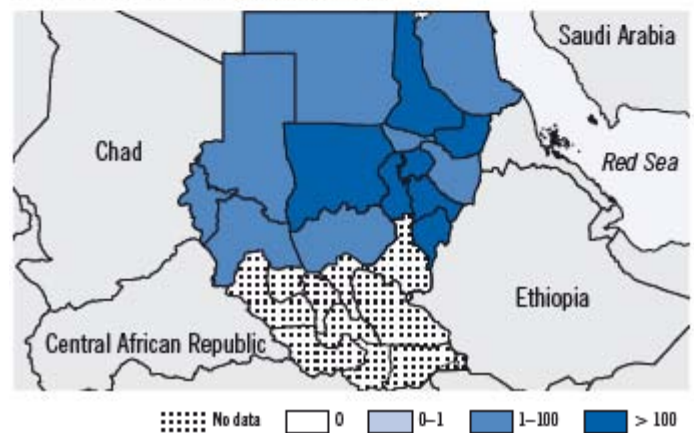 Saudi Arabia
Chad
Red Sea
Ethiopia
Central African Republic
No data 0 0–1 1–100 > 100